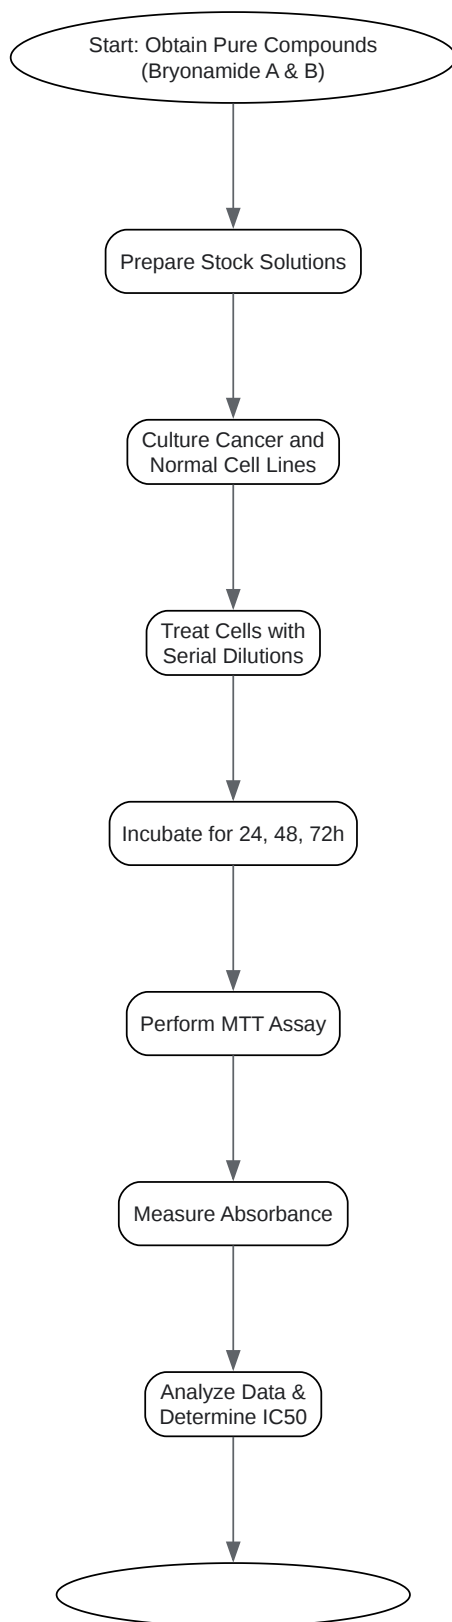 Start: Obtain Pure Compounds
(Bryonamide A & B)
Prepare Stock Solutions
Culture Cancer and
Normal Cell Lines
Treat Cells with
Serial Dilutions
Incubate for 24, 48, 72h
Perform MTT Assay
Measure Absorbance
Analyze Data &
Determine IC50